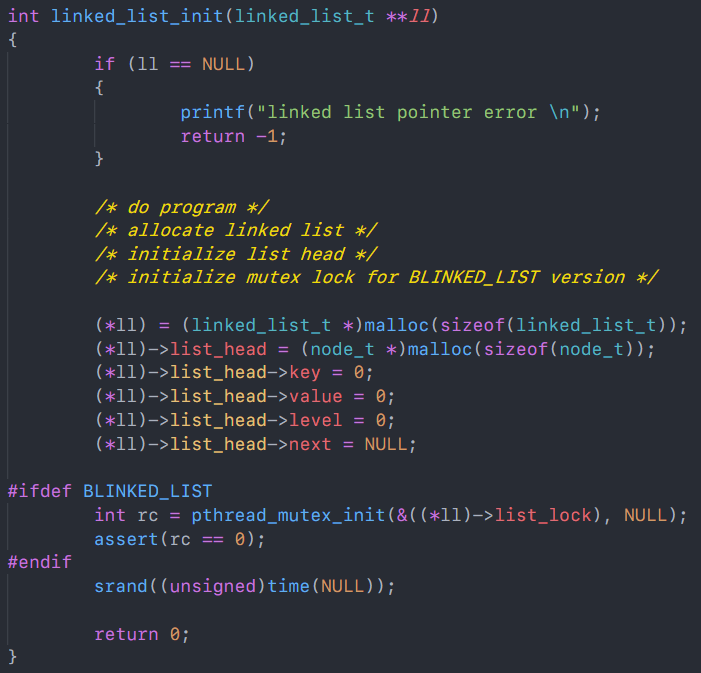 int linked_list_init(linked_list_t **ll)
{
        if (ll == NULL)
        {
                printf("linked list pointer error \n");
                return -1;
        }

        /* do program */
        /* allocate linked list */
        /* initialize list head */
        /* initialize mutex lock for BLINKED_LIST version */

        (*ll) = (linked_list_t *)malloc(sizeof(linked_list_t));
        (*ll)->list_head = (node_t *)malloc(sizeof(node_t));
        (*ll)->list_head->key = 0;
        (*ll)->list_head->value = 0;
        (*ll)->list_head->level = 0;
        (*ll)->list_head->next = NULL;

#ifdef BLINKED_LIST
        int rc = pthread_mutex_init(&((*ll)->list_lock), NULL);
        assert(rc == 0);
#endif
        srand((unsigned)time(NULL));

        return 0;
}